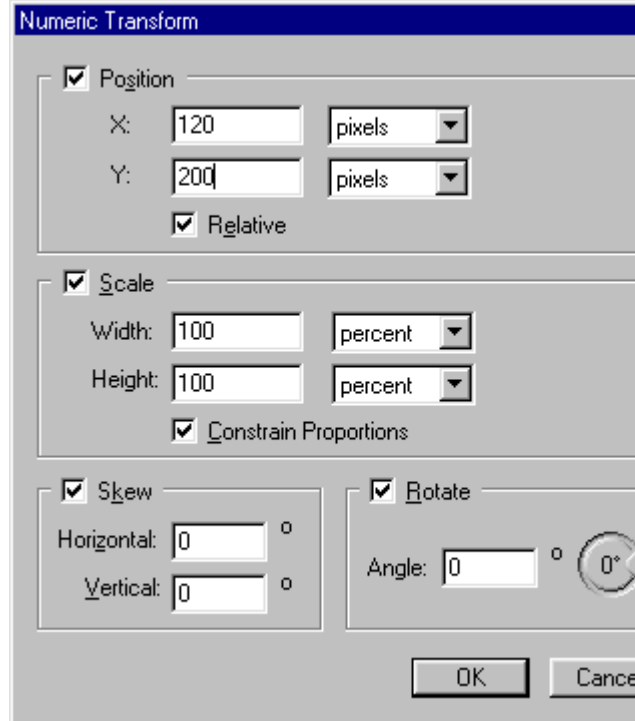 Numeric Transform
Position
X: 120 pixels
Y: 200 pixels
Relative
Scale
Width: 100 percent
Height: 100 percent
Constrain Proportions
Skew Rotate
Horizontal: 0 o
Angle: 0 o 0°
Vertical: 0 o
OK Cance